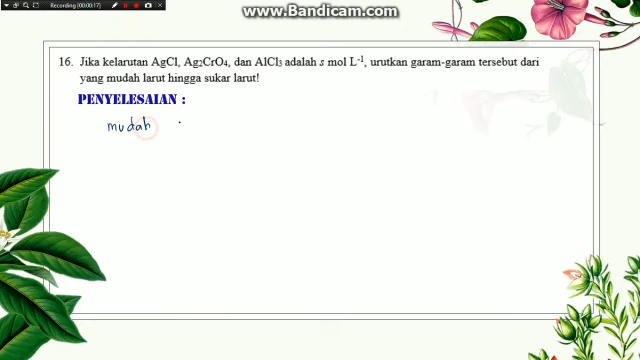 Recording [00:00:17]
www.Bandicam.com
16. Jika kelarutan AgCl, Ag₂CrO₄, dan AlCl₃ adalah s mol L⁻¹, urutkan garam-garam tersebut dari
yang mudah larut hingga sukar larut!
PENYELESAIAN :
mudah